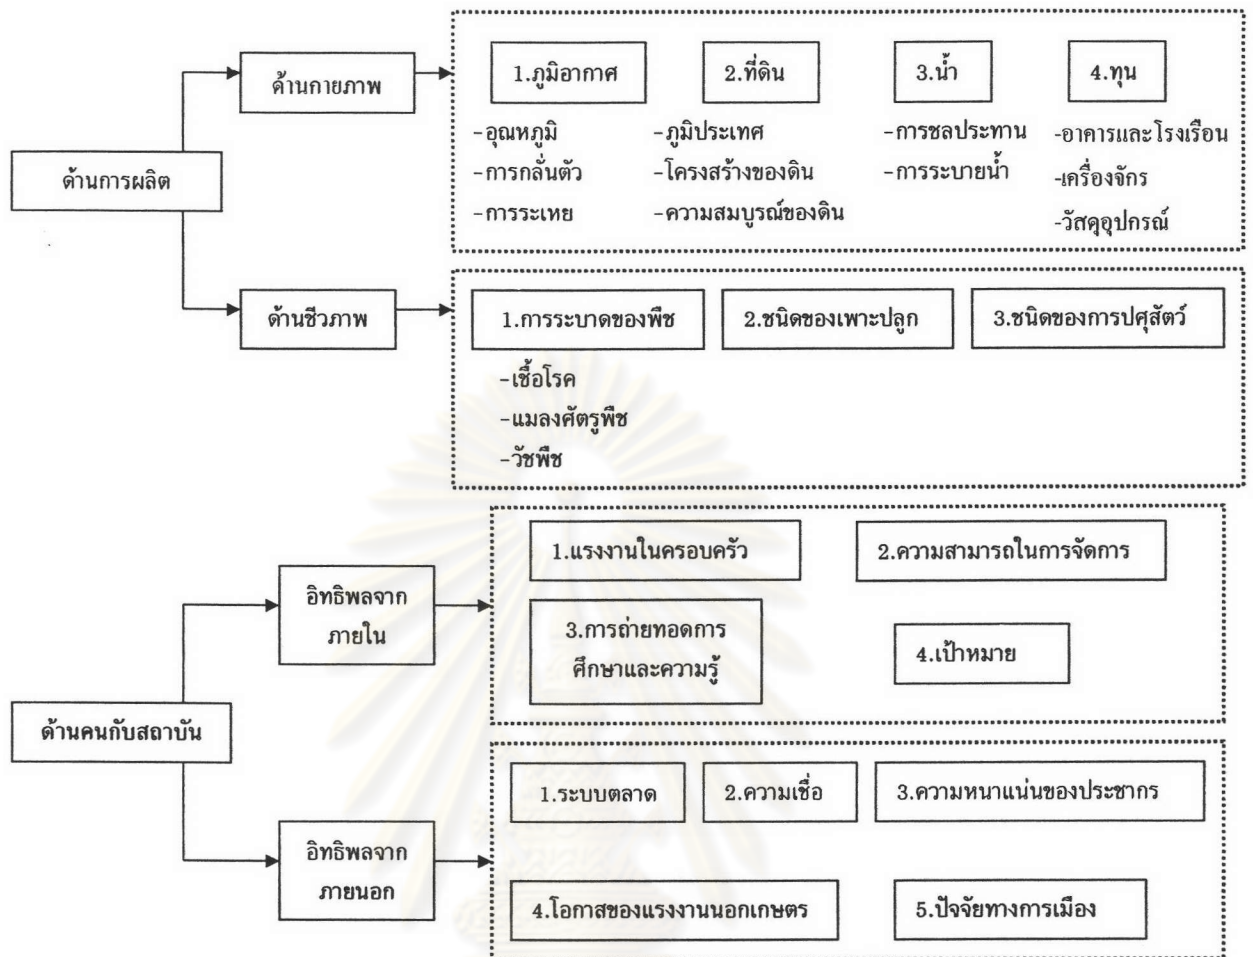 ด้านการผลิต
ด้านกายภาพ
1.ภูมิอากาศ
-อุณหภูมิ
-การกลั่นตัว
-การระเหย
2.ที่ดิน
-ภูมิประเทศ
-โครงสร้างของดิน
-ความสมบูรณ์ของดิน
3.น้ำ
-การชลประทาน
-การระบายน้ำ
4.ทุน
-อาคารและโรงเรือน
-เครื่องจักร
-วัสดุอุปกรณ์
ด้านชีวภาพ
1.การระบาดของพืช
-เชื้อโรค
-แมลงศัตรูพืช
-วัชพืช
2.ชนิดของเพาะปลูก
3.ชนิดของการปศุสัตว์
ด้านคนกับสถาบัน
อิทธิพลจาก
ภายใน
1.แรงงานในครอบครัว
2.ความสามารถในการจัดการ
3.การถ่ายทอดการ
ศึกษาและความรู้
4.เป้าหมาย
อิทธิพลจาก
ภายนอก
1.ระบบตลาด
2.ความเชื่อ
3.ความหนาแน่นของประชากร
4.โอกาสของแรงงานนอกเกษตร
5.ปัจจัยทางการเมือง